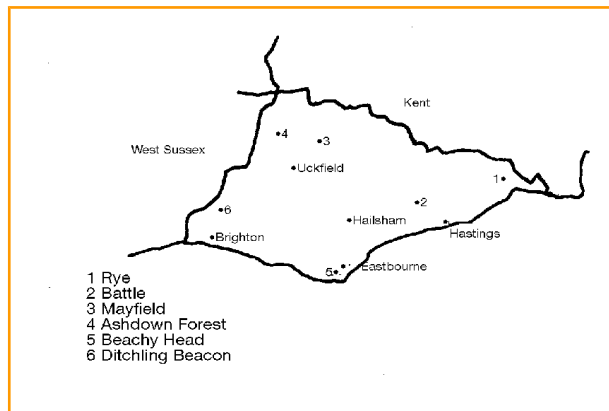 Kent
4
3
West Sussex
Uckfield
1
2
6
Hailsham
Hastings
Brighton
Eastbourne
5
1 Rye
2 Battle
3 Mayfield
4 Ashdown Forest
5 Beachy Head
6 Ditchling Beacon